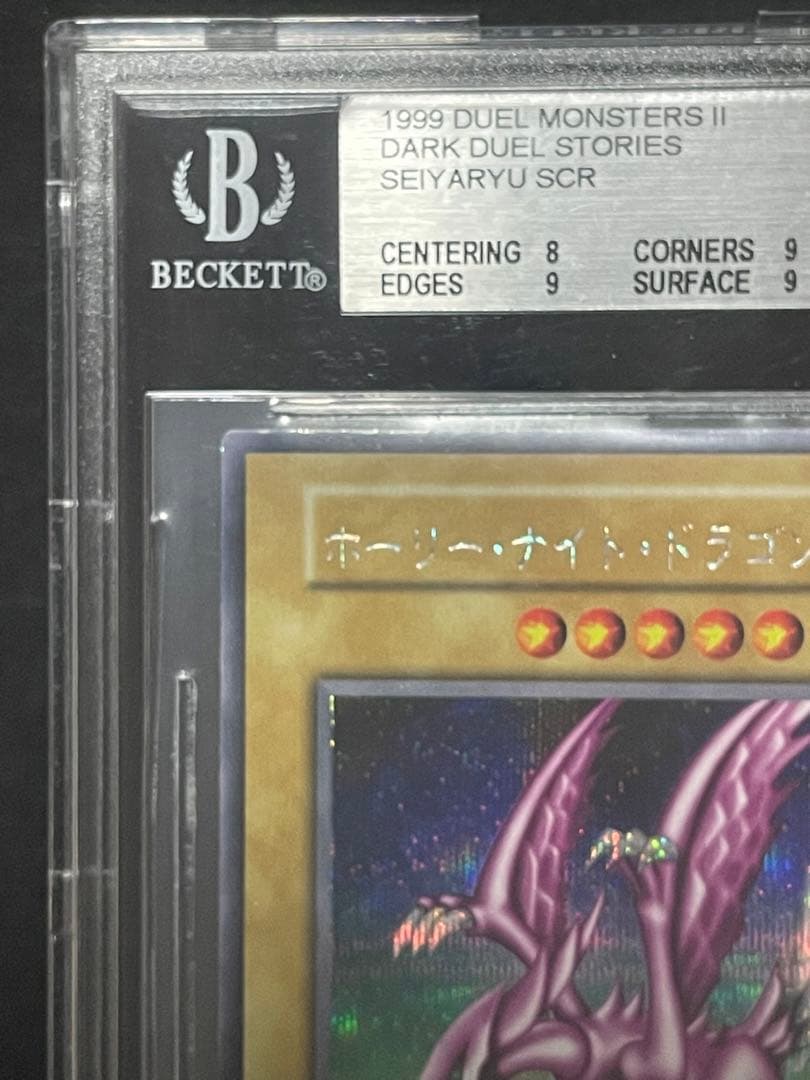 1999 DUEL MONSTERS II
DARK DUEL STORIES
SEIYARYU SCR
CENTERING 8 CORNERS 9
EDGES 9 SURFACE 9
B
BECKETT®
ホーリー・ナイト・ドラゴン